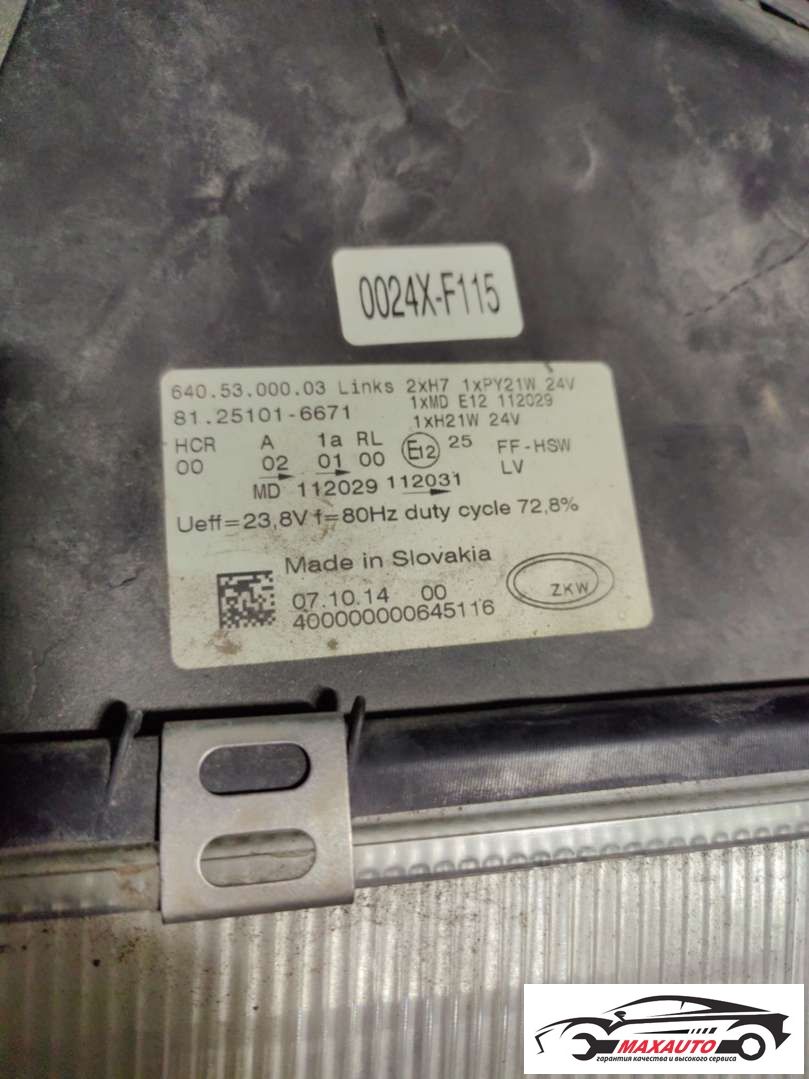 0024X-F115
640.53.000.03 Links 2xH7 1xPY21W 24V
81.25101-6671 1xMD E12 112029
1xH21W 24V
HCR A 1a RL E12 25 FF-HSW
00 02 01 00 LV
MD 112029 112031
Ueff=23,8V f=80Hz duty cycle 72,8%
Made in Slovakia
07.10.14 00
400000000645116
ZKW
MAXAUTO
гарантия качества и высокого сервиса